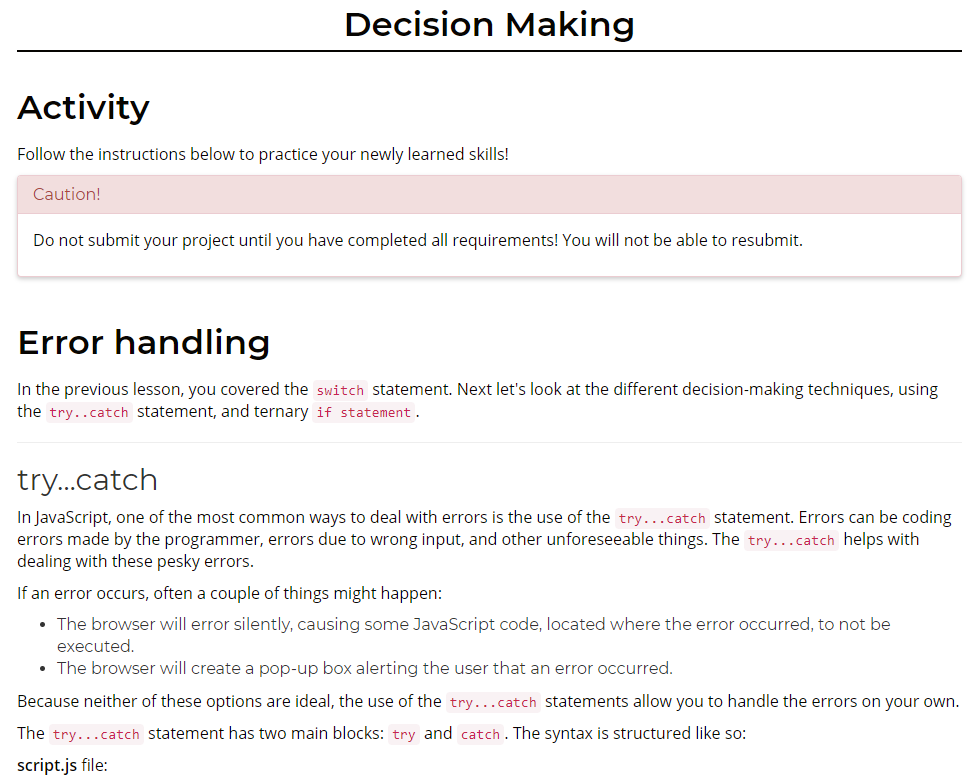 Decision Making
Activity
Follow the instructions below to practice your newly learned skills!
Caution!
Do not submit your project until you have completed all requirements! You will not be able to resubmit.
Error handling
In the previous lesson, you covered the switch statement. Next let's look at the different decision-making techniques, using
the try..catch statement, and ternary if statement.
try...catch
In JavaScript, one of the most common ways to deal with errors is the use of the try...catch statement. Errors can be coding
errors made by the programmer, errors due to wrong input, and other unforeseeable things. The try...catch helps with
dealing with these pesky errors.
If an error occurs, often a couple of things might happen:
• The browser will error silently, causing some JavaScript code, located where the error occurred, to not be
executed.
• The browser will create a pop-up box alerting the user that an error occurred.
Because neither of these options are ideal, the use of the try...catch statements allow you to handle the errors on your own.
The try...catch statement has two main blocks: try and catch. The syntax is structured like so:
script.js file: